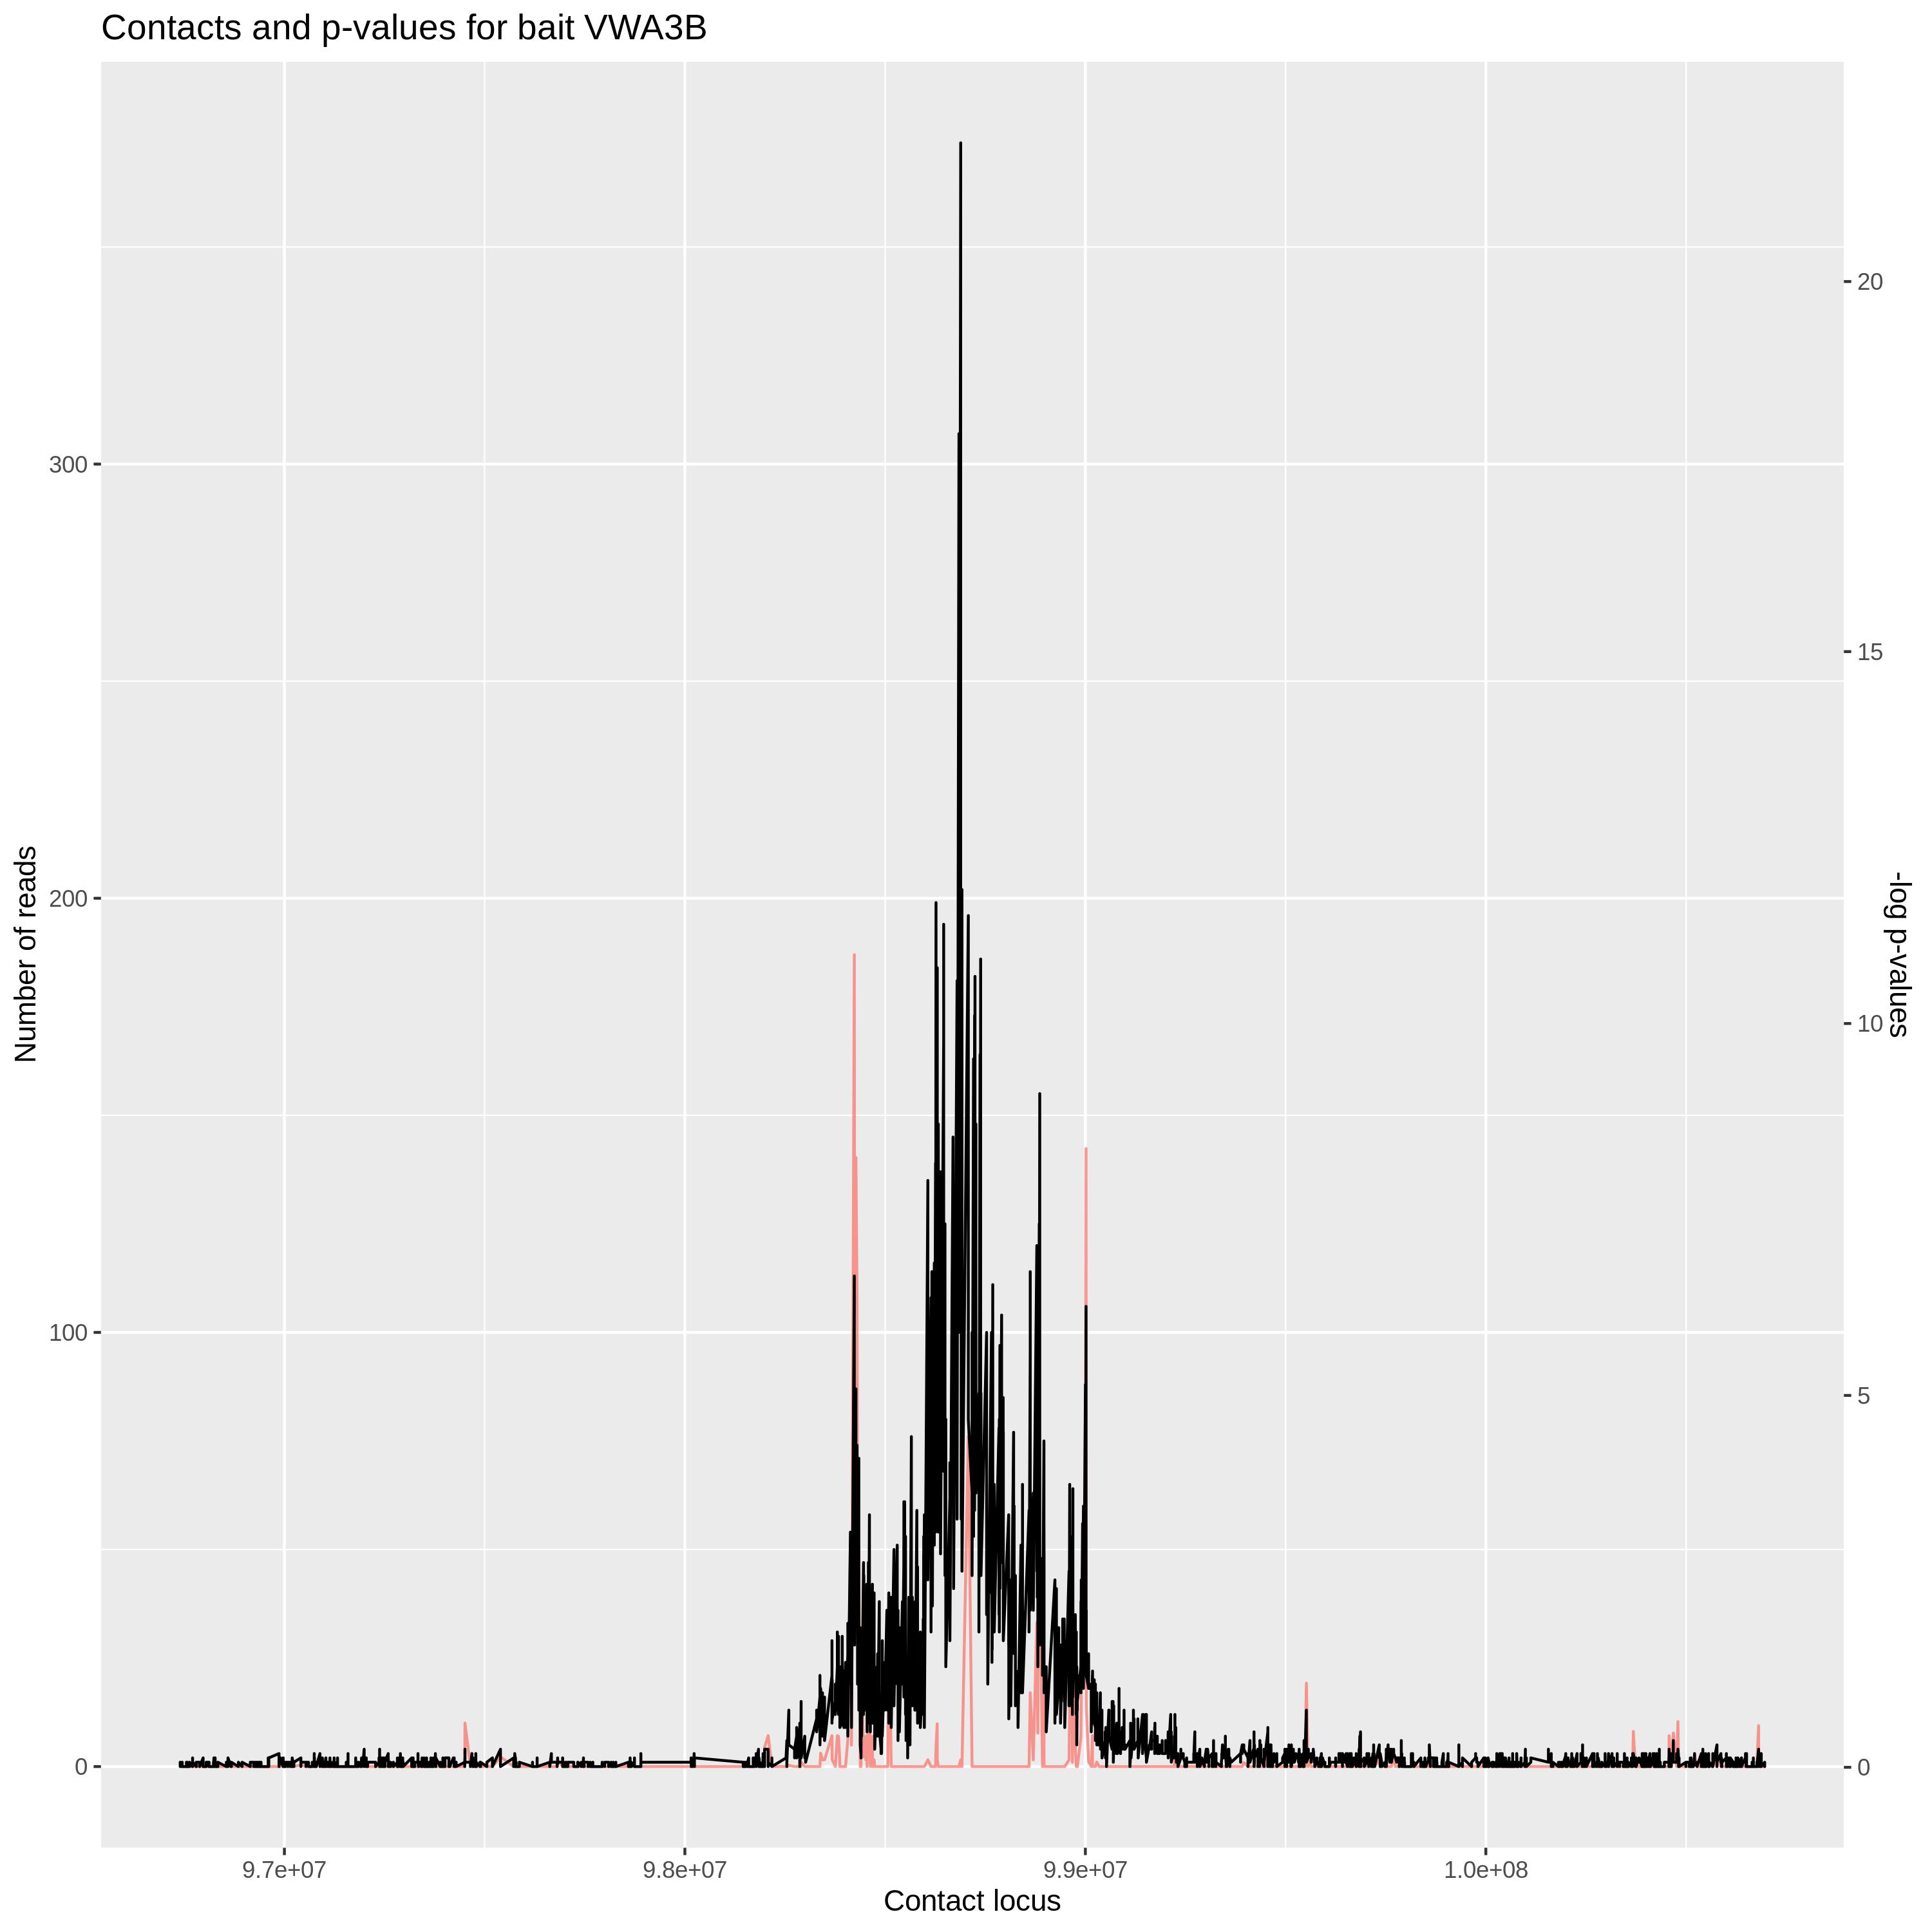 Contacts and p-values for bait VWA3B
Number of reads
300
200
100
0
20
15
10
5
0
-log p-values
9.7e+07
9.8e+07
9.9e+07
1.0e+08
Contact locus